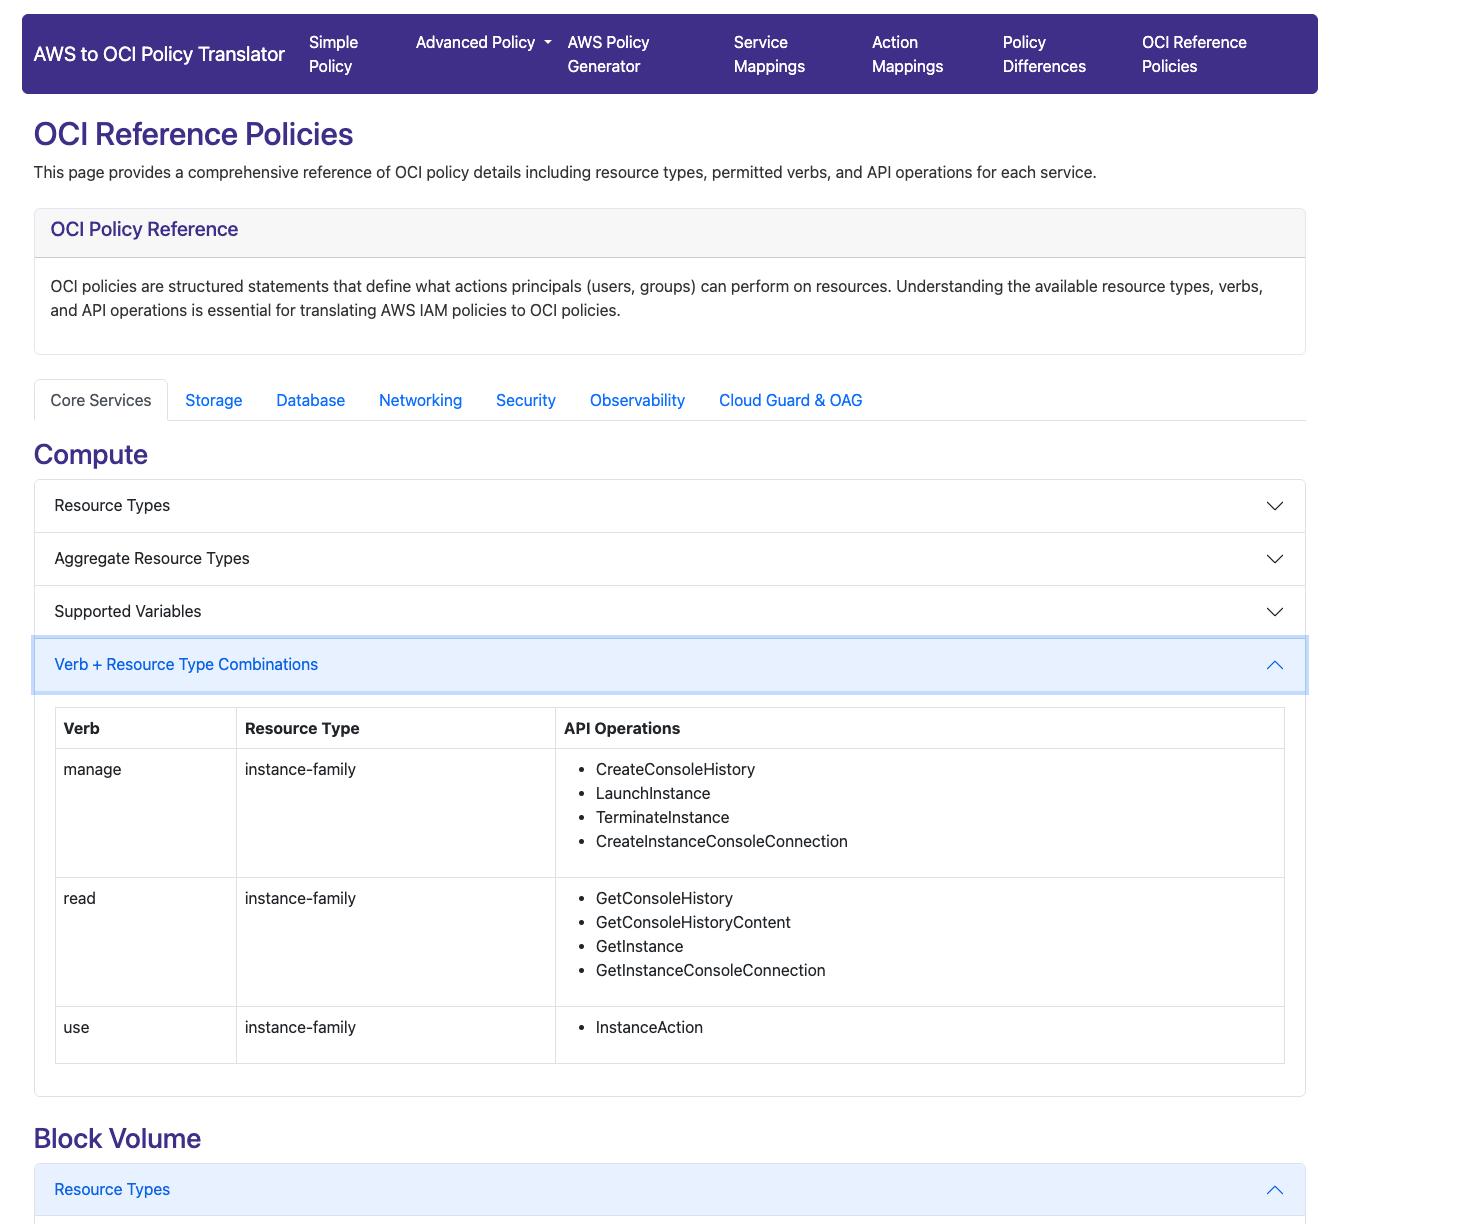 AWS to OCI Policy Translator
Simple
Policy
Advanced Policy
AWS Policy
Generator
Service
Mappings
Action
Mappings
Policy
Differences
OCI Reference
Policies
OCI Reference Policies
This page provides a comprehensive reference of OCI policy details including resource types, permitted verbs, and API operations for each service.
OCI Policy Reference
OCI policies are structured statements that define what actions principals (users, groups) can perform on resources. Understanding the available resource types, verbs,
and API operations is essential for translating AWS IAM policies to OCI policies.
Core Services
Storage
Database
Networking
Security
Observability
Cloud Guard & OAG
Compute
Resource Types
Aggregate Resource Types
Supported Variables
Verb + Resource Type Combinations
Verb
Resource Type
API Operations
manage
instance-family
• CreateConsoleHistory
• LaunchInstance
• TerminateInstance
• CreateInstanceConsoleConnection
read
instance-family
• GetConsoleHistory
• GetConsoleHistoryContent
• GetInstance
• GetInstanceConsoleConnection
use
instance-family
• InstanceAction
Block Volume
Resource Types